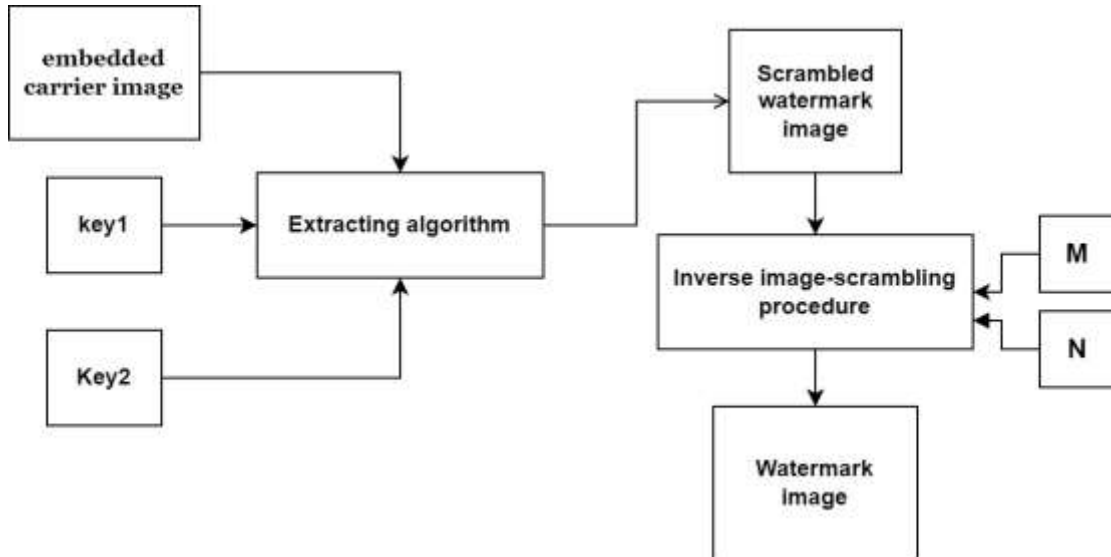 embedded
carrier image
Scrambled
watermark
image
key1
Extracting algorithm
M
Inverse image-scrambling
procedure
N
Key2
Watermark
image